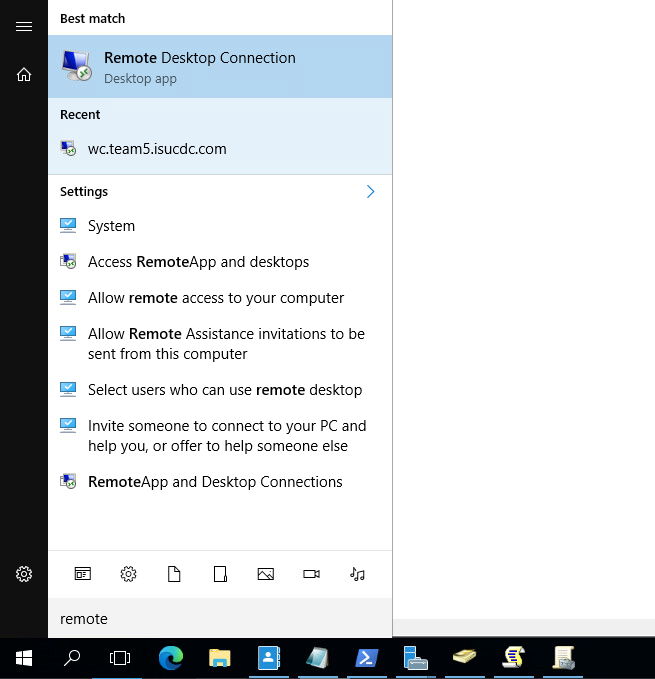 Best match
Remote Desktop Connection
Desktop app
Recent
wc.team5.isucdc.com
Settings
System
Access RemoteApp and desktops
Allow remote access to your computer
Allow Remote Assistance invitations to be
sent from this computer
Select users who can use remote desktop
Invite someone to connect to your PC and
help you, or offer to help someone else
RemoteApp and Desktop Connections
remote